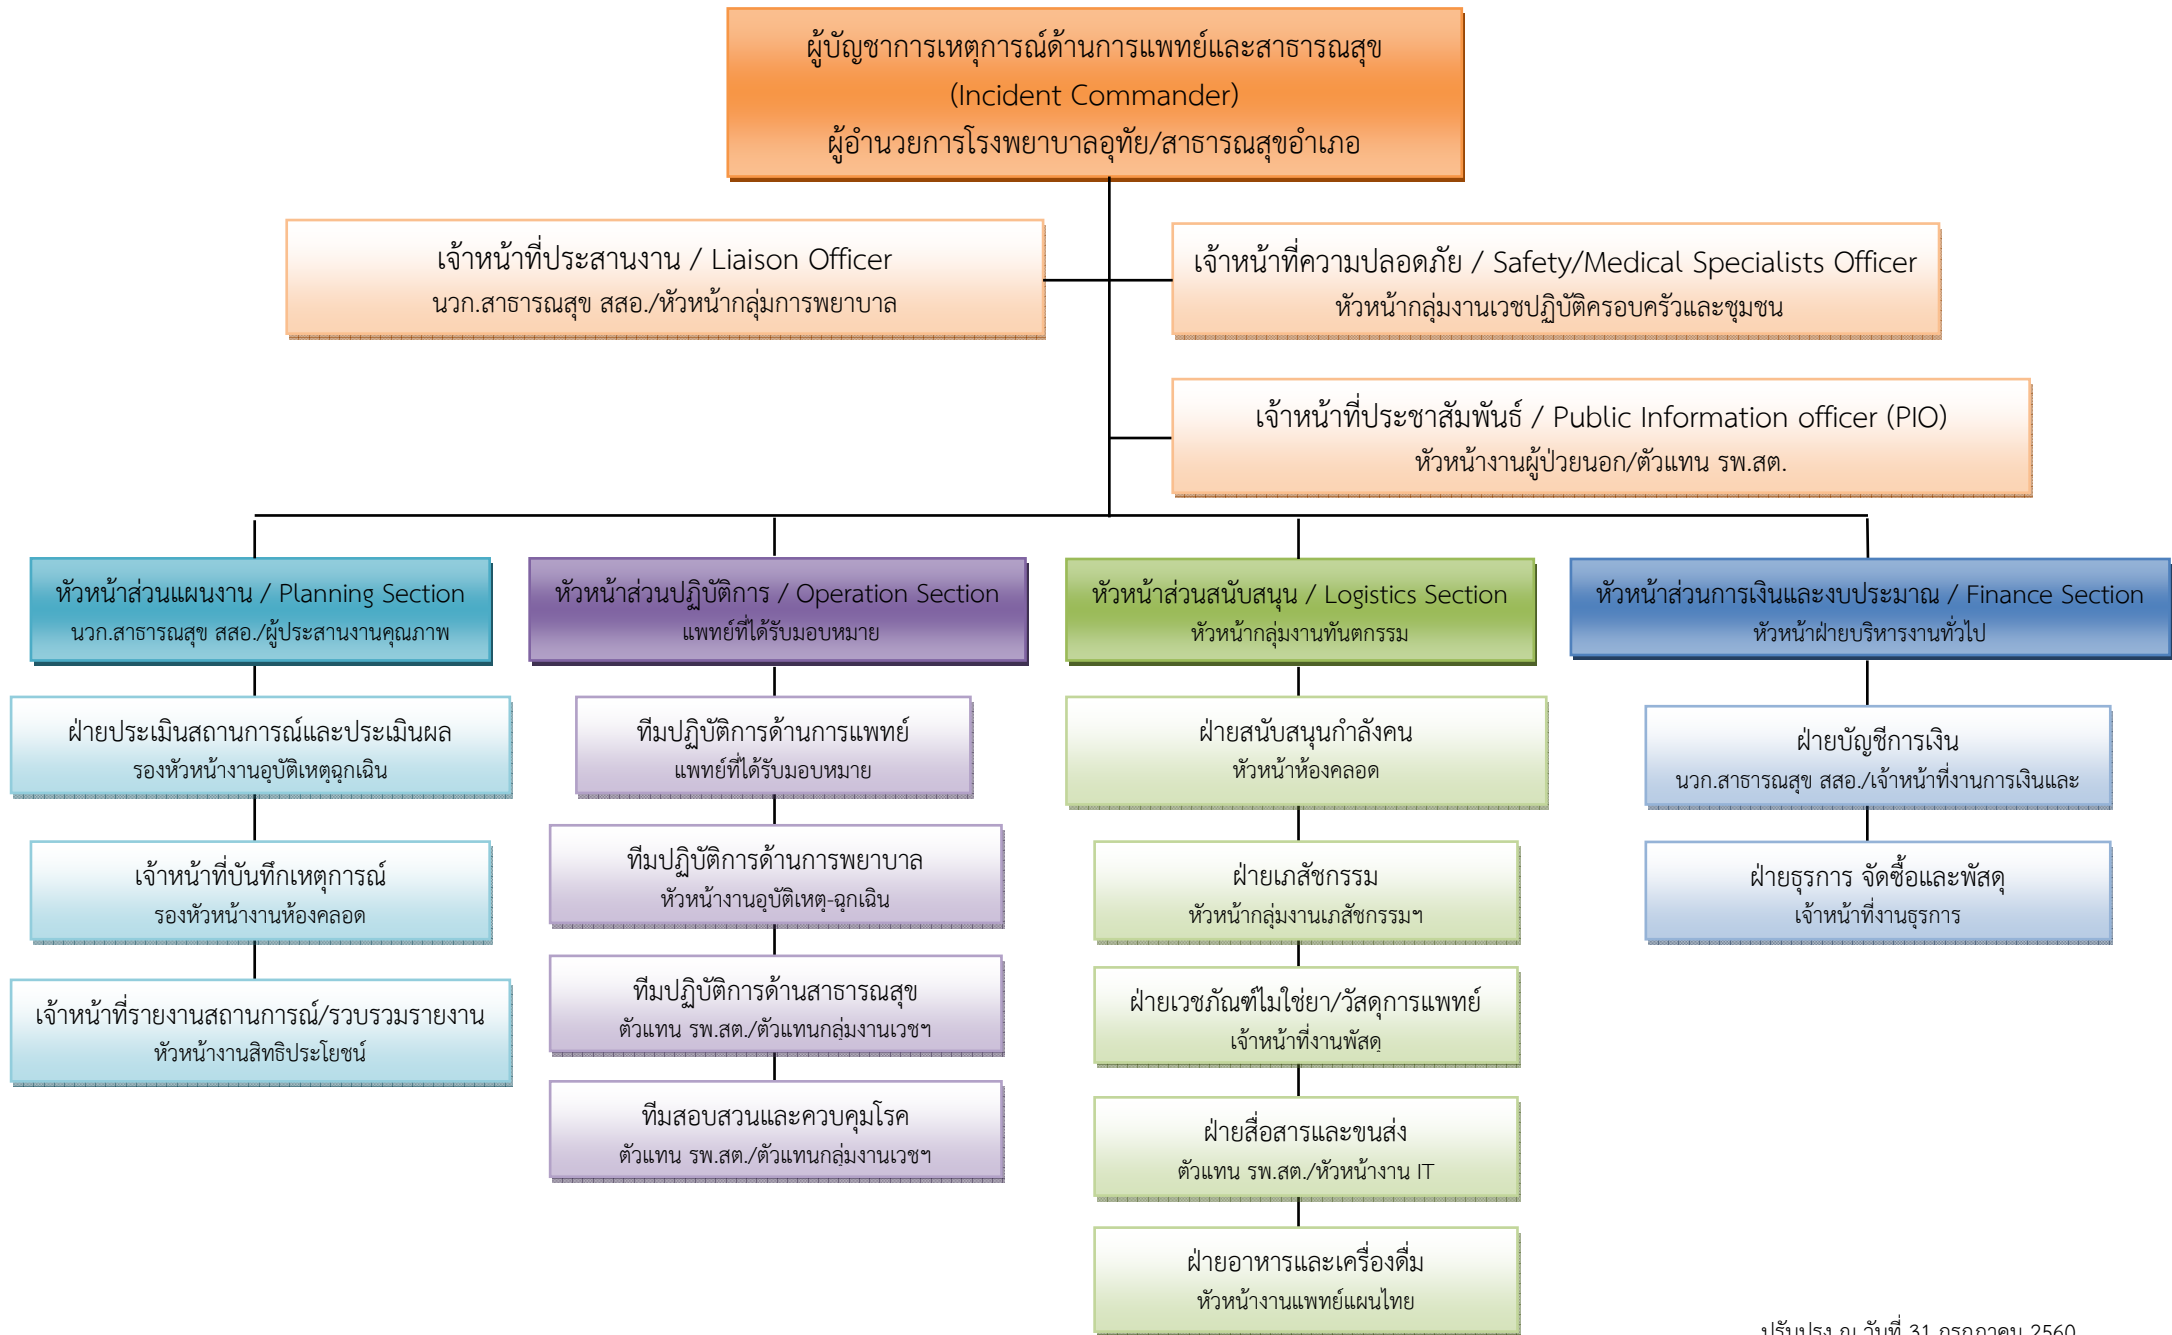 ผู้บัญชาการเหตุการณ์ด้านการแพทย์และสาธารณสุข
(Incident Commander)
ผู้อำนวยการโรงพยาบาลอุทัย/สาธารณสุขอำเภอ
เจ้าหน้าที่ประสานงาน / Liaison Officer
นวก.สาธารณสุข สสอ./หัวหน้ากลุ่มการพยาบาล
เจ้าหน้าที่ความปลอดภัย / Safety/Medical Specialists Officer
หัวหน้ากลุ่มงานเวชปฏิบัติครอบครัวและชุมชน
เจ้าหน้าที่ประชาสัมพันธ์ / Public Information officer (PIO)
หัวหน้างานผู้ป่วยนอก/ตัวแทน รพ.สต.
หัวหน้าส่วนแผนงาน / Planning Section
นวก.สาธารณสุข สสอ./ผู้ประสานงานคุณภาพ
ฝ่ายประเมินสถานการณ์และประเมินผล
รองหัวหน้างานอุบัติเหตุฉุกเฉิน
เจ้าหน้าที่บันทึกเหตุการณ์
รองหัวหน้างานห้องคลอด
เจ้าหน้าที่รายงานสถานการณ์/รวบรวมรายงาน
หัวหน้างานสิทธิประโยชน์
หัวหน้าส่วนปฏิบัติการ / Operation Section
แพทย์ที่ได้รับมอบหมาย
ทีมปฏิบัติการด้านการแพทย์
แพทย์ที่ได้รับมอบหมาย
ทีมปฏิบัติการด้านการพยาบาล
หัวหน้างานอุบัติเหตุ-ฉุกเฉิน
ทีมปฏิบัติการด้านสาธารณสุข
ตัวแทน รพ.สต./ตัวแทนกลุ่มงานเวชฯ
ทีมสอบสวนและควบคุมโรค
ตัวแทน รพ.สต./ตัวแทนกลุ่มงานเวชฯ
หัวหน้าส่วนสนับสนุน / Logistics Section
หัวหน้ากลุ่มงานทันตกรรม
ฝ่ายสนับสนุนกำลังคน
หัวหน้าห้องคลอด
ฝ่ายเภสัชกรรม
หัวหน้ากลุ่มงานเภสัชกรรมฯ
ฝ่ายเวชภัณฑ์ไมใช่ยา/วัสดุการแพทย์
เจ้าหน้าที่งานพัสดุ
ฝ่ายสื่อสารและขนส่ง
ตัวแทน รพ.สต./หัวหน้างาน IT
ฝ่ายอาหารและเครื่องดื่ม
หัวหน้างานแพทย์แผนไทย
หัวหน้าส่วนการเงินและงบประมาณ / Finance Section
หัวหน้าฝ่ายบริหารงานทั่วไป
ฝ่ายบัญชีการเงิน
นวก.สาธารณสุข สสอ./เจ้าหน้าที่งานการเงินและ
ฝ่ายธุรการ จัดซื้อและพัสดุ
เจ้าหน้าที่งานธุรการ
ปรับปรุง ณ วันที่ 31 กรกฎาคม 2560